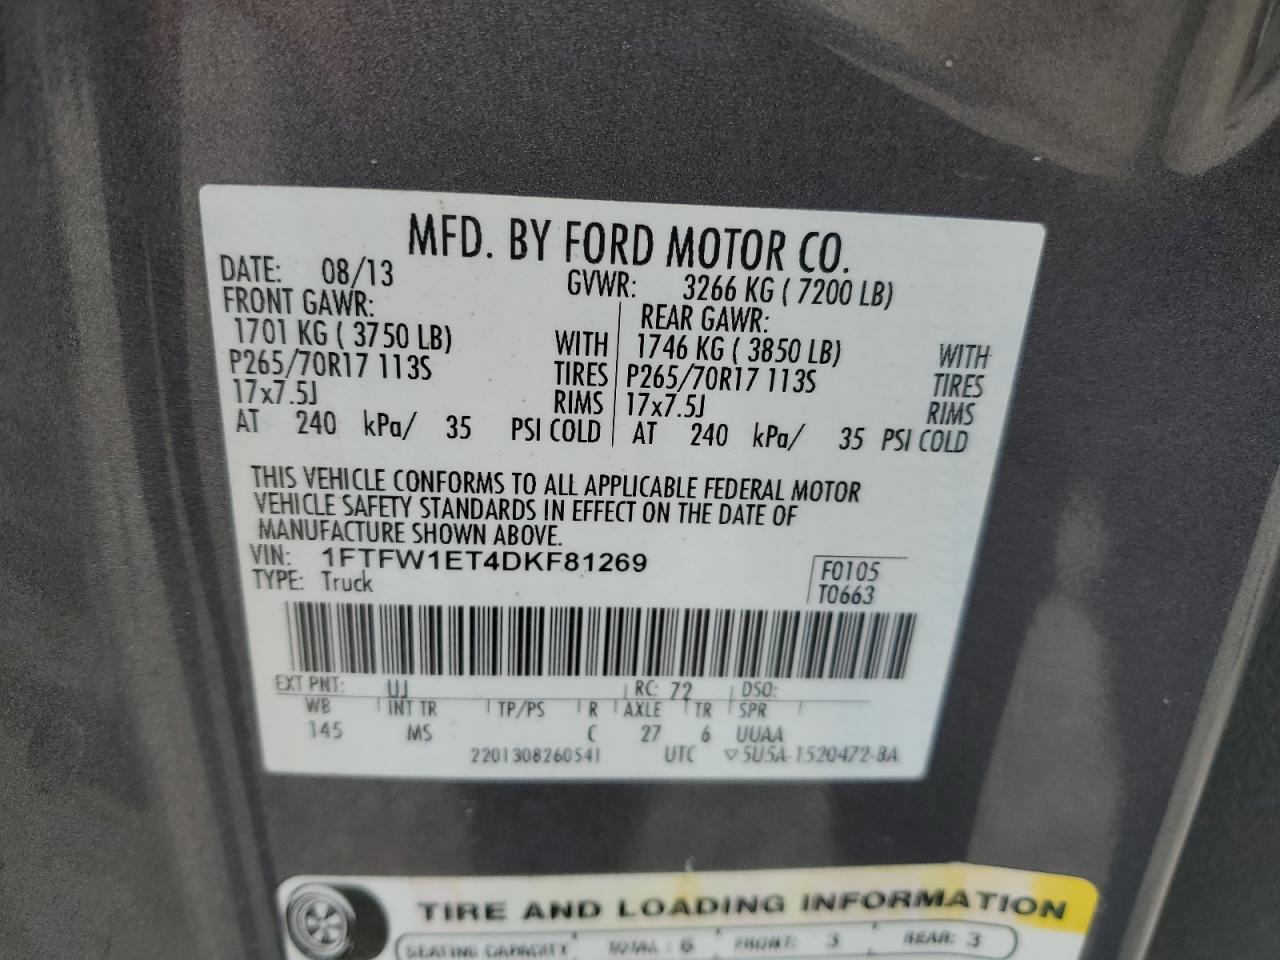 MFD. BY FORD MOTOR CO.
DATE: 08/13 GVWR: 3266 KG ( 7200 LB)
FRONT GAWR: REAR GAWR:
1701 KG ( 3750 LB) WITH 1746 KG ( 3850 LB) WITH
P265/70R17 113S TIRES P265/70R17 113S TIRES
17x7.5J RIMS 17x7.5J RIMS
AT 240 kPa/ 35 PSI COLD AT 240 kPa/ 35 PSI COLD
THIS VEHICLE CONFORMS TO ALL APPLICABLE FEDERAL MOTOR
VEHICLE SAFETY STANDARDS IN EFFECT ON THE DATE OF
MANUFACTURE SHOWN ABOVE.
VIN: 1FTFW1ET4DKF81269 F0105
TYPE: Truck T0663
EXT PNT: UJ RC: 72 DSO:
WB INT TR TP/PS R AXLE TR SPR
145 MS C 27 6 UUAA
2201308260541 UTC ▽5U5A-1520472-BA
TIRE AND LOADING INFORMATION
SEATING CAPACITY TOTAL : 6 FRONT: 3 REAR: 3